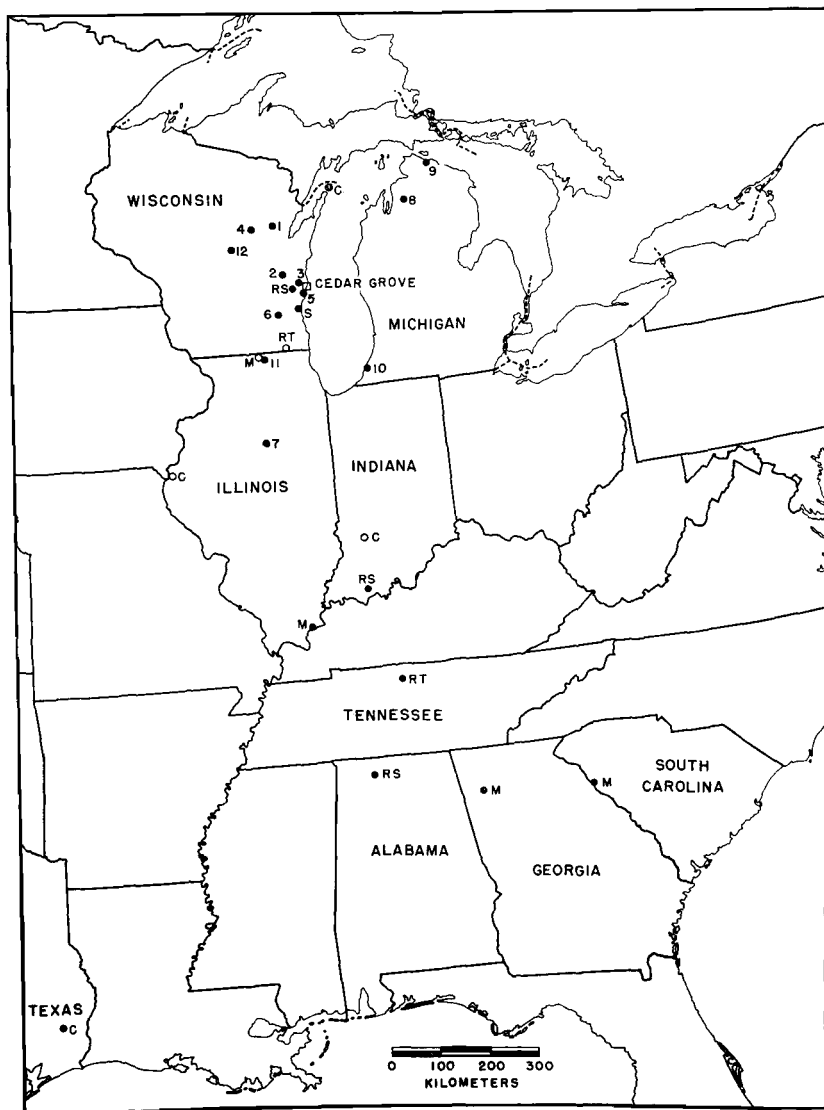 9
C
8
WISCONSIN
4
1
12
2
3
CEDAR GROVE
RS
5
6
S
MICHIGAN
RT
M
11
10
7
INDIANA
C
ILLINOIS
C
RS
M
RT
TENNESSEE
RS
M
M
SOUTH
CAROLINA
ALABAMA
GEORGIA
TEXAS
C
0 100 200 300
KILOMETERS